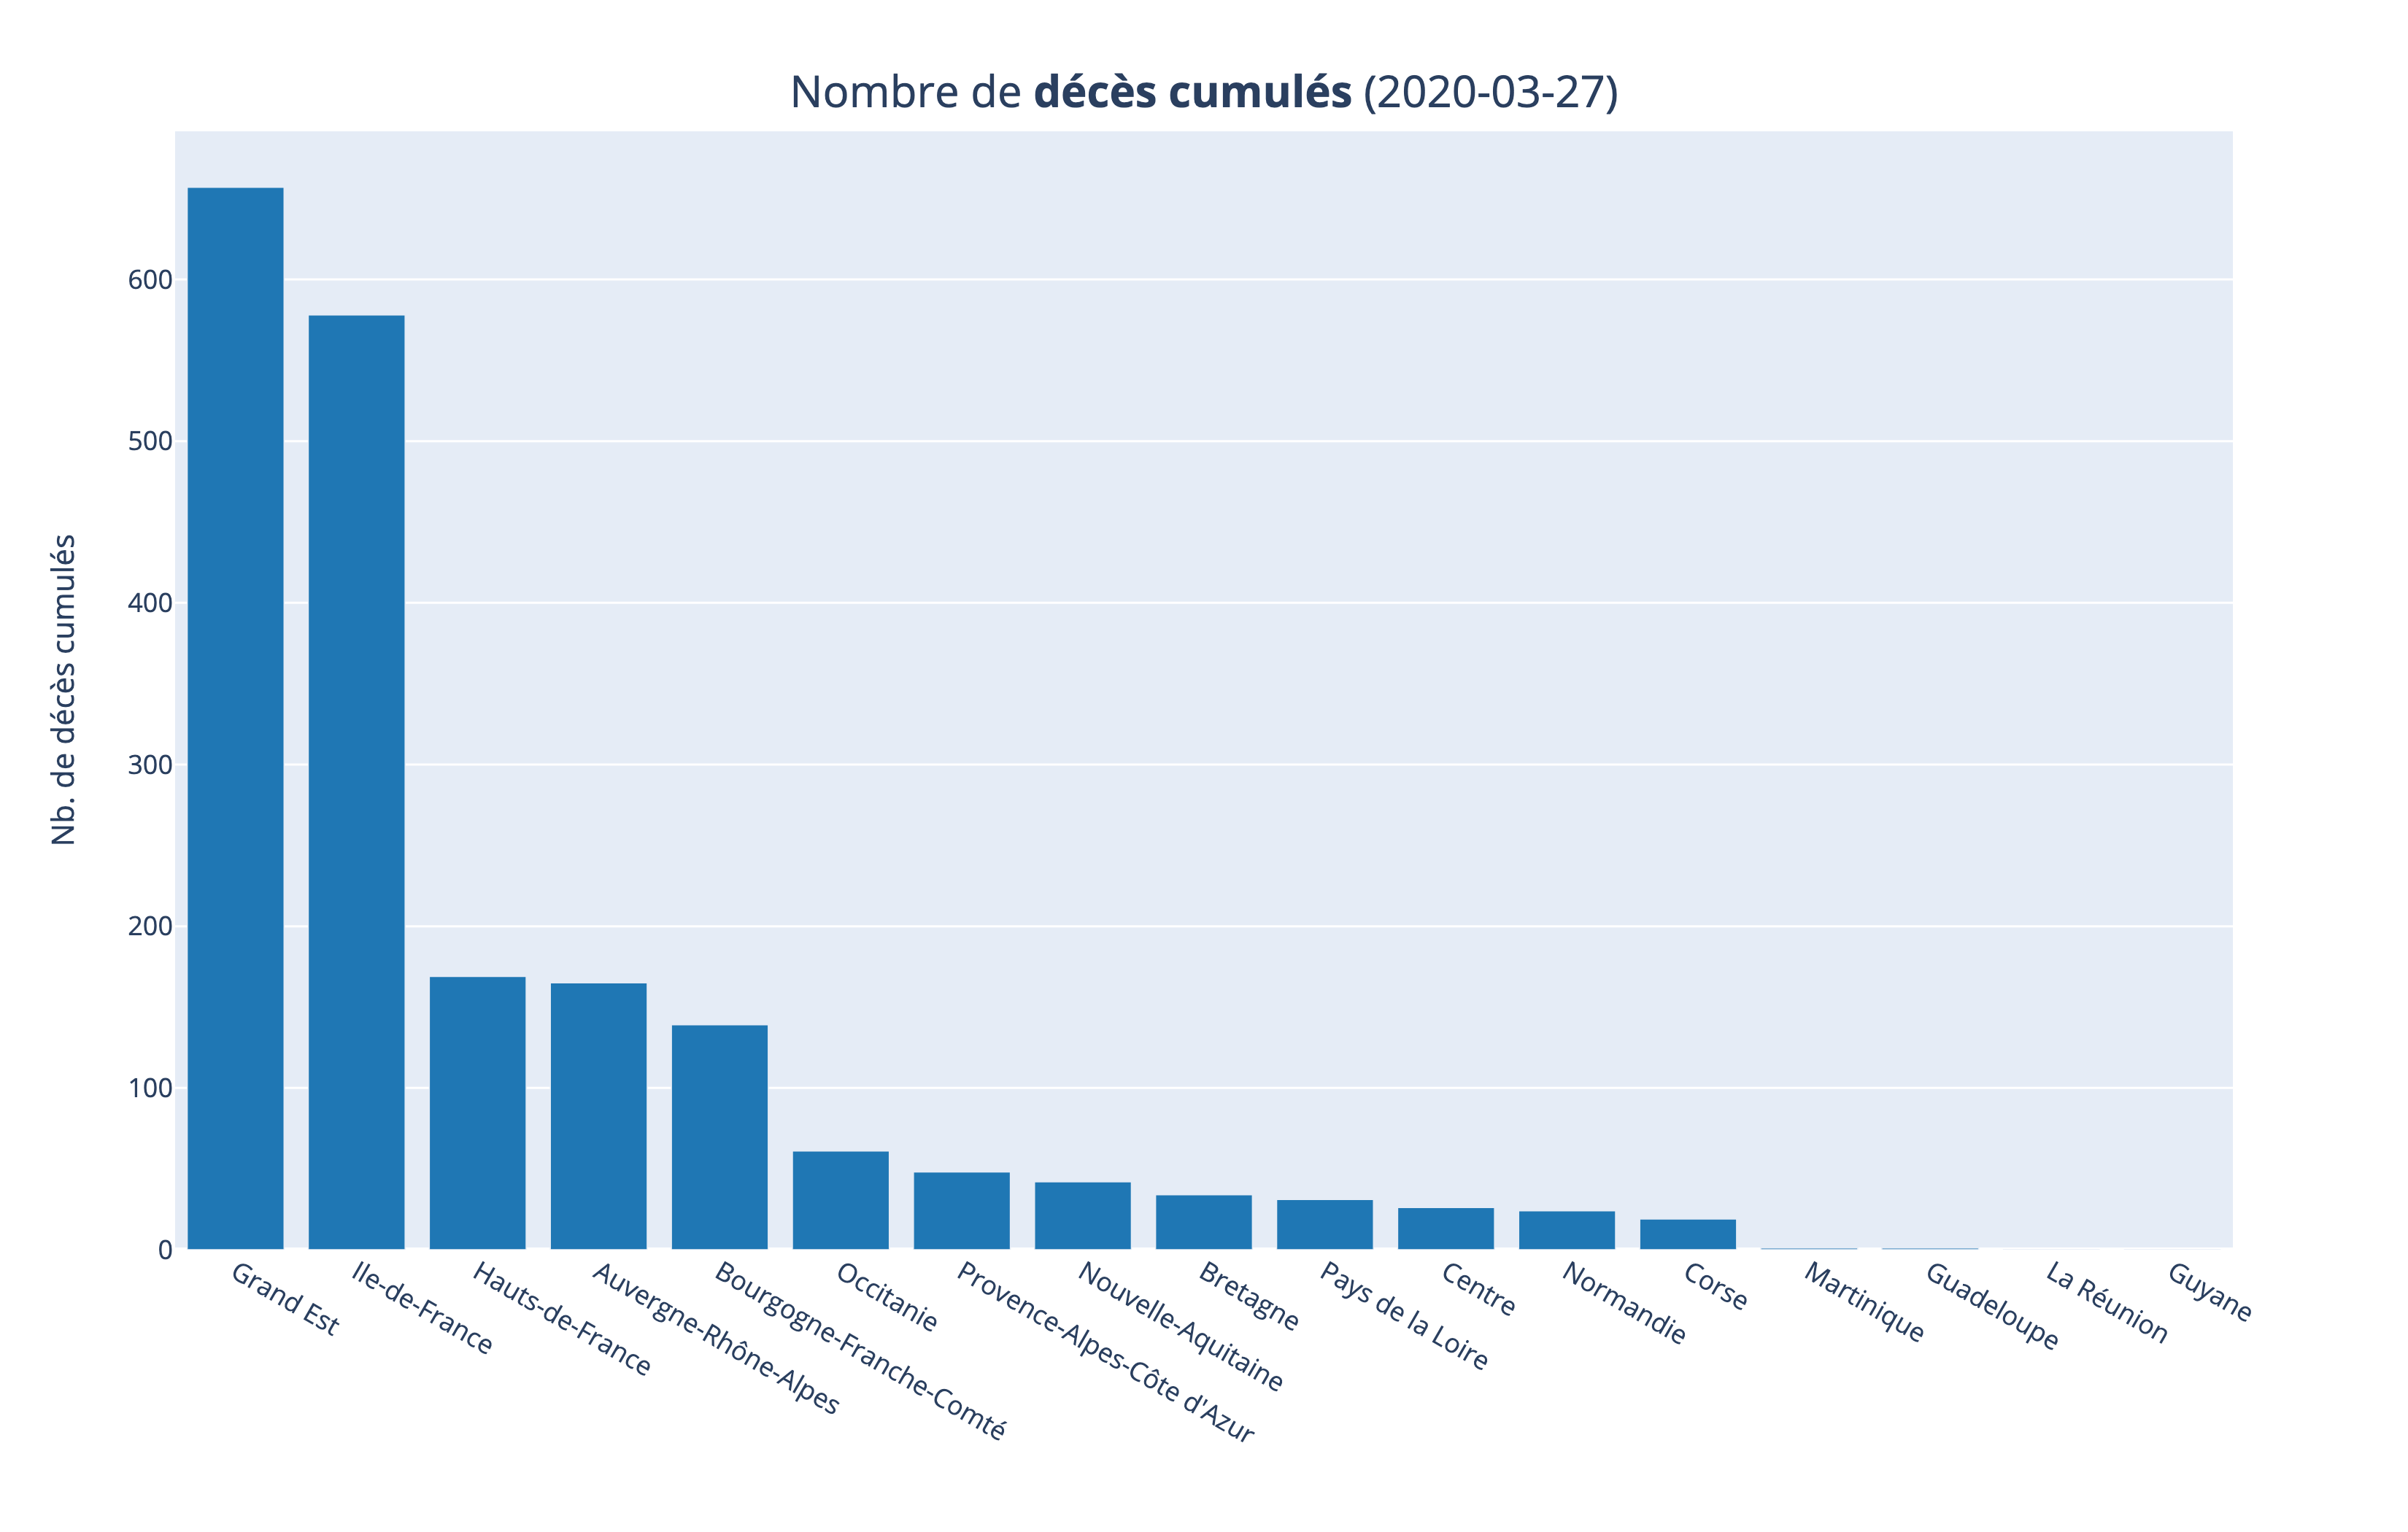 Nombre de décès cumulés (2020-03-27)
Nb. de décès cumulés
600
500
400
300
200
100
0
Grand Est
Ile-de-France
Hauts-de-France
Auvergne-Rhône-Alpes
Bourgogne-Franche-Comté
Occitanie
Provence-Alpes-Côte d'Azur
Nouvelle-Aquitaine
Bretagne
Pays de la Loire
Centre
Normandie
Corse
Martinique
Guadeloupe
La Réunion
Guyane